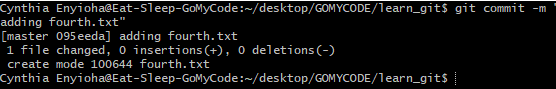 Cynthia Enyioha@Eat-Sleep-GoMyCode:~/desktop/GOMYCODE/learn_git$ git commit -m "
adding fourth.txt"
[master 095eeda] adding fourth.txt
 1 file changed, 0 insertions(+), 0 deletions(-)
 create mode 100644 fourth.txt
Cynthia Enyioha@Eat-Sleep-GoMyCode:~/desktop/GOMYCODE/learn_git$